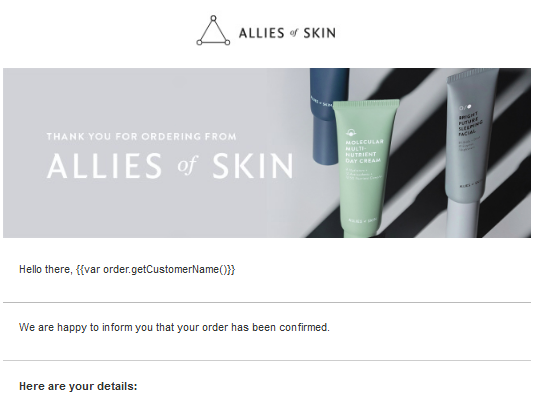 ALLIES of SKIN
THANK YOU FOR ORDERING FROM
ALLIES of SKIN
MOLECULAR
MULTI-
NUTRIENT
DAY CREAM
BRIGHT
FUTURE
SLEEPING
FACIAL
Hello there, {{var order.getCustomerName()}}
We are happy to inform you that your order has been confirmed.
Here are your details: